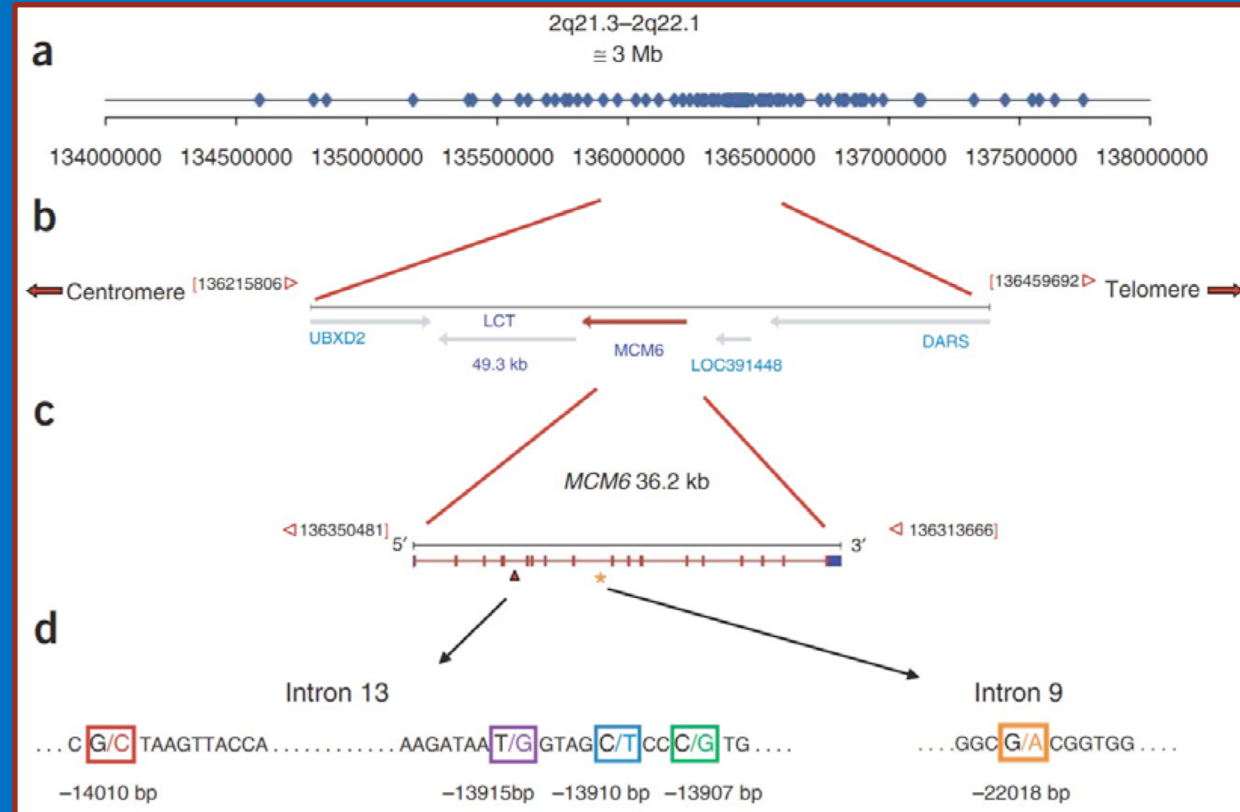 2q21.3–2q22.1
a
≅ 3 Mb
134000000 134500000 135000000 135500000 136000000 136500000 137000000 137500000 138000000
b
Centromere [136215806 [136459692 Telomere
LCT
UBXD2 MCM6 DARS
49.3 kb LOC391448
c
MCM6 36.2 kb
136350481] 136313666]
5′ 3′
*
d
Intron 13 Intron 9
... C G/C TAAGTTACCA ........... AAGATAA T/G GTAG C/T CC C/G TG .... ....GGC G/A CGGTGG ....
–14010 bp –13915bp –13910 bp –13907 bp –22018 bp